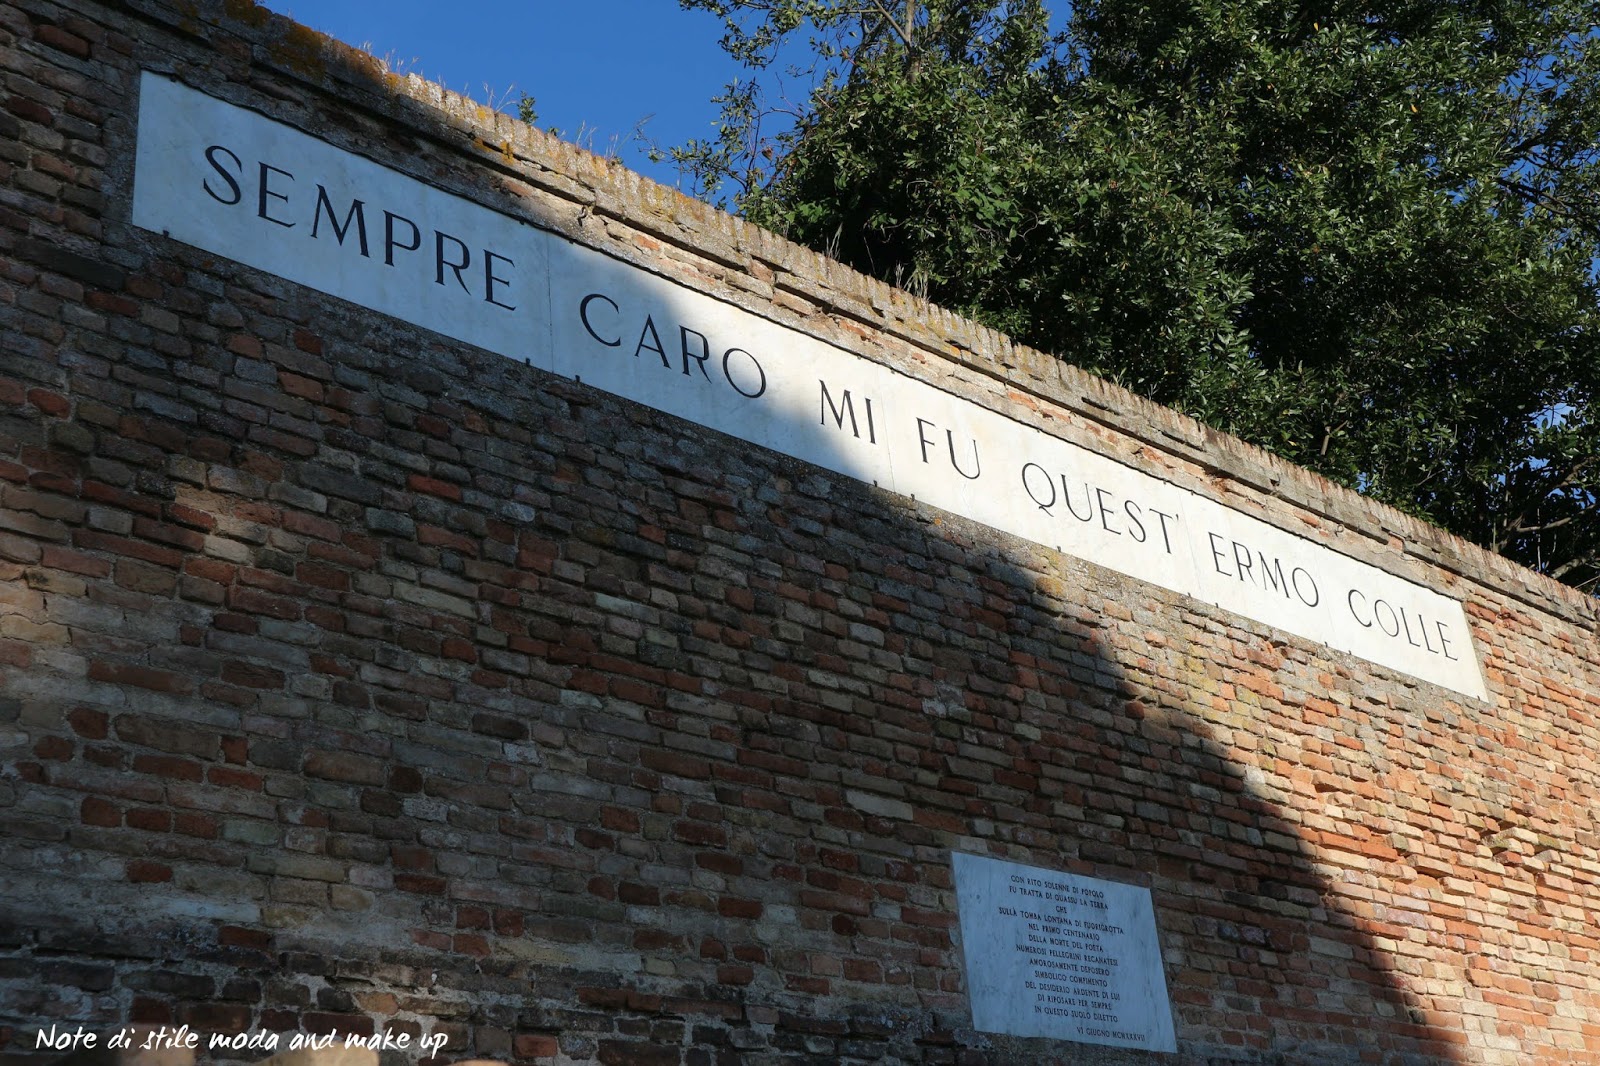 SEMPRE CARO MI FU QUEST' ERMO COLLE
CON RITO SOLENNE DI POPOLO
FU TRATTA DI QUASSÙ LA TERRA
CHE
SULLA TOMBA LONTANA DI FUORIGROTTA
NEL PRIMO CENTENARIO
DELLA MORTE DEL POETA
NUMEROSI PELLEGRINI RECANATESI
AMOROSAMENTE DEPOSERO
SIMBOLICO COMPIMENTO
DEL DESIDERIO ARDENTE DI LUI
DI RIPOSARE PER SEMPRE
IN QUESTO SUOLO DILETTO
VI GIUGNO MCMXXXVII
Note di stile moda and make up